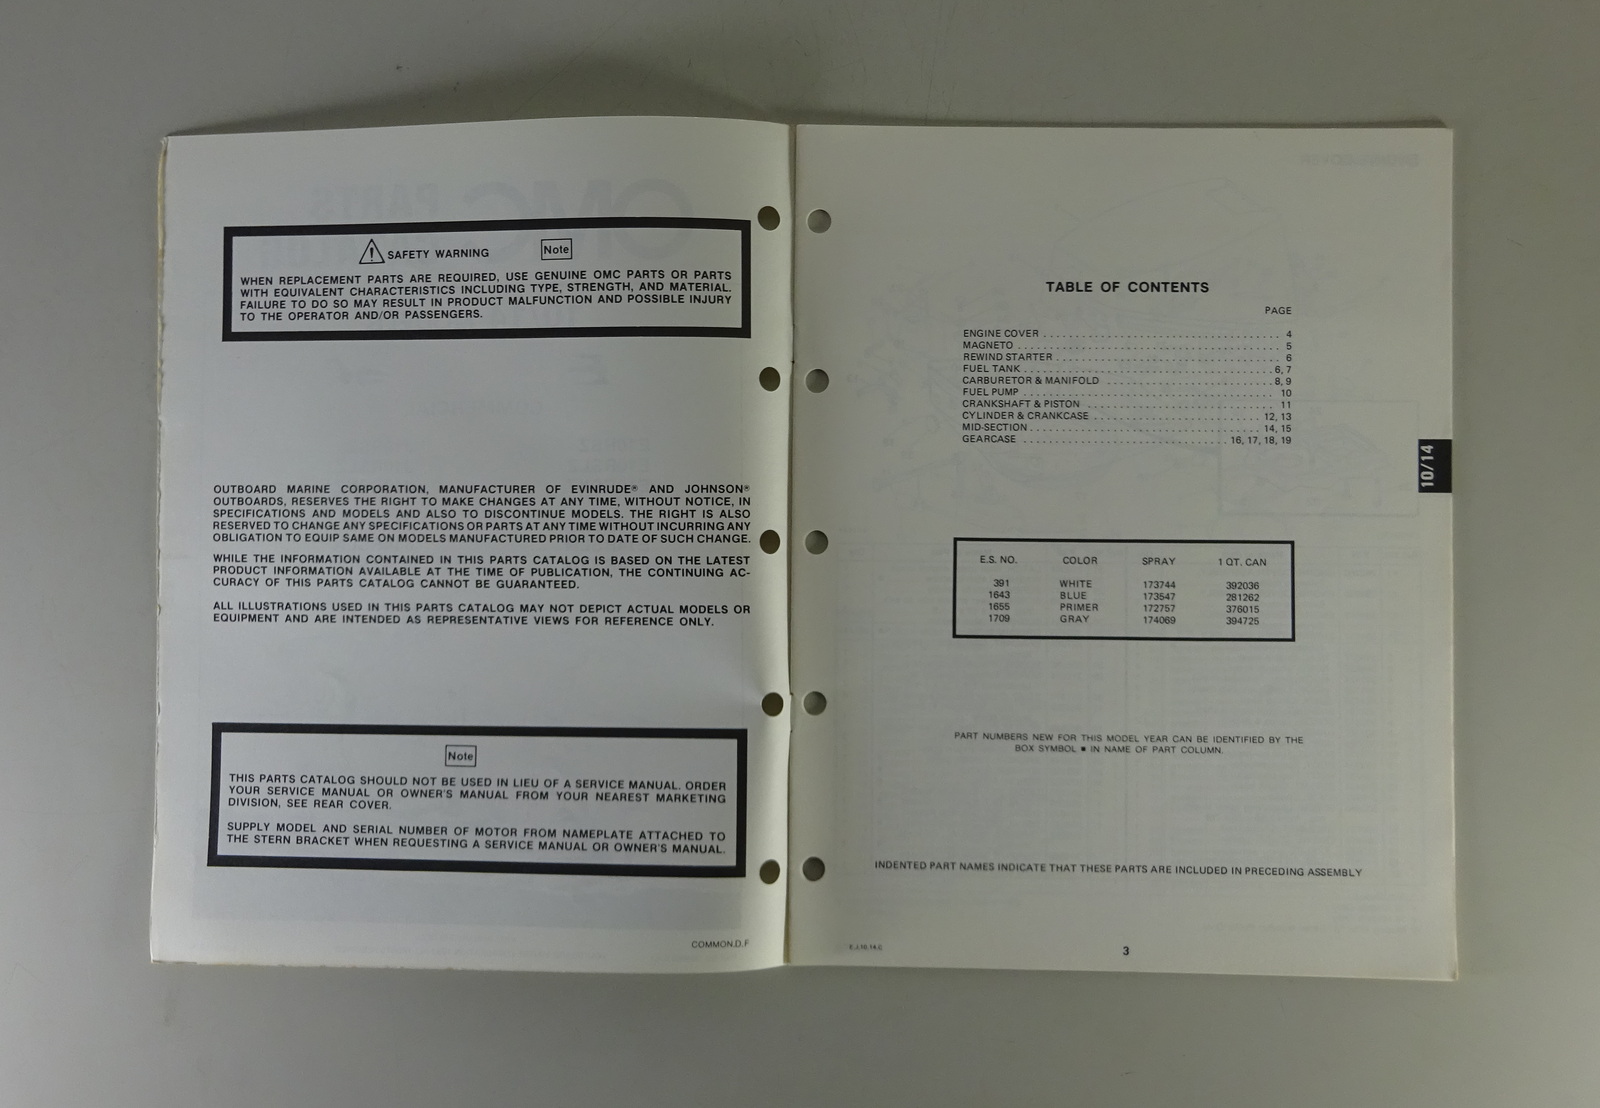 SAFETY WARNING Note
WHEN REPLACEMENT PARTS ARE REQUIRED, USE GENUINE OMC PARTS OR PARTS
WITH EQUIVALENT CHARACTERISTICS INCLUDING TYPE, STRENGTH, AND MATERIAL.
FAILURE TO DO SO MAY RESULT IN PRODUCT MALFUNCTION AND POSSIBLE INJURY
TO THE OPERATOR AND/OR PASSENGERS.
OUTBOARD MARINE CORPORATION, MANUFACTURER OF EVINRUDE® AND JOHNSON®
OUTBOARDS, RESERVES THE RIGHT TO MAKE CHANGES AT ANY TIME, WITHOUT NOTICE, IN
SPECIFICATIONS AND MODELS AND ALSO TO DISCONTINUE MODELS. THE RIGHT IS ALSO
RESERVED TO CHANGE ANY SPECIFICATIONS OR PARTS AT ANY TIME WITHOUT INCURRING ANY
OBLIGATION TO EQUIP SAME ON MODELS MANUFACTURED PRIOR TO DATE OF SUCH CHANGE.
WHILE THE INFORMATION CONTAINED IN THIS PARTS CATALOG IS BASED ON THE LATEST
PRODUCT INFORMATION AVAILABLE AT THE TIME OF PUBLICATION, THE CONTINUING AC-
CURACY OF THIS PARTS CATALOG CANNOT BE GUARANTEED.
ALL ILLUSTRATIONS USED IN THIS PARTS CATALOG MAY NOT DEPICT ACTUAL MODELS OR
EQUIPMENT AND ARE INTENDED AS REPRESENTATIVE VIEWS FOR REFERENCE ONLY.
Note
THIS PARTS CATALOG SHOULD NOT BE USED IN LIEU OF A SERVICE MANUAL. ORDER
YOUR SERVICE MANUAL OR OWNER'S MANUAL FROM YOUR NEAREST MARKETING
DIVISION, SEE REAR COVER.
SUPPLY MODEL AND SERIAL NUMBER OF MOTOR FROM NAMEPLATE ATTACHED TO
THE STERN BRACKET WHEN REQUESTING A SERVICE MANUAL OR OWNER'S MANUAL.
COMMON.D.F
TABLE OF CONTENTS
PAGE
ENGINE COVER . . . . . . . . . . 4
MAGNETO . . . . . . . . . . 5
REWIND STARTER . . . . . . . . . . 6
FUEL TANK . . . . . . . . . . 6, 7
CARBURETOR & MANIFOLD . . . . . . . . . . 8, 9
FUEL PUMP . . . . . . . . . . 10
CRANKSHAFT & PISTON . . . . . . . . . . 11
CYLINDER & CRANKCASE . . . . . . . . . . 12, 13
MID-SECTION . . . . . . . . . . 14, 15
GEARCASE . . . . . . . . . . 16, 17, 18, 19
10/14
E.S. NO. COLOR SPRAY 1 QT. CAN
391 WHITE 173744 392036
1643 BLUE 173547 281262
1655 PRIMER 172757 376015
1709 GRAY 174069 394725
PART NUMBERS NEW FOR THIS MODEL YEAR CAN BE IDENTIFIED BY THE
BOX SYMBOL ■ IN NAME OF PART COLUMN.
INDENTED PART NAMES INDICATE THAT THESE PARTS ARE INCLUDED IN PRECEDING ASSEMBLY
3